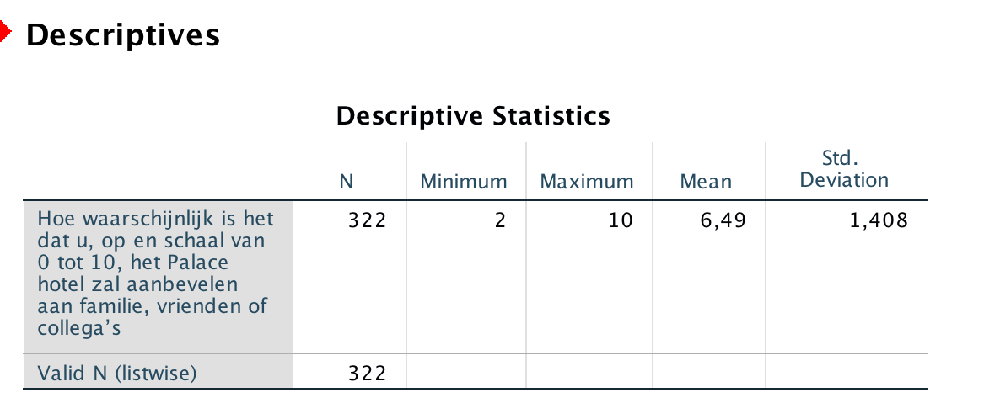 Descriptives
Descriptive Statistics
N Minimum Maximum Mean Std. Deviation
Hoe waarschijnlijk is het 322 2 10 6,49 1,408
dat u, op en schaal van
0 tot 10, het Palace
hotel zal aanbevelen
aan familie, vrienden of
collega’s
Valid N (listwise) 322